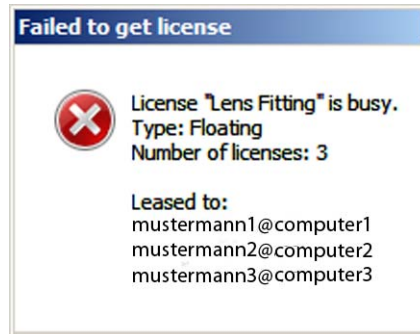 Failed to get license
License "Lens Fitting" is busy.
Type: Floating
Number of licenses: 3
Leased to:
mustermann1@computer1
mustermann2@computer2
mustermann3@computer3